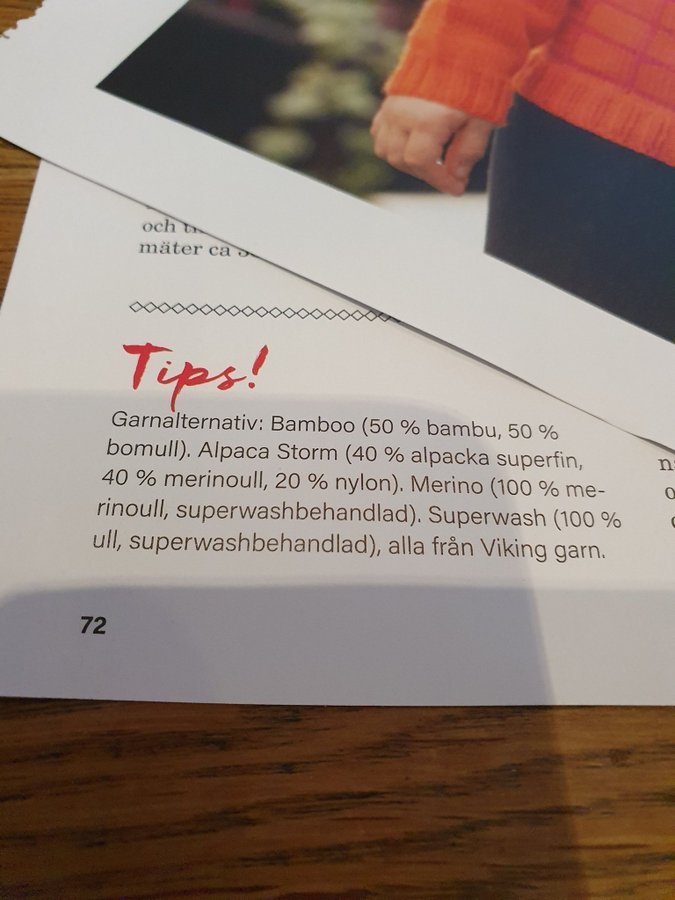 och
mäter ca
Tips!
Garnalternativ: Bamboo (50 % bambu, 50 %
bomull). Alpaca Storm (40 % alpacka superfin,
40 % merinoull, 20 % nylon). Merino (100 % me-
rinoull, superwashbehandlad). Superwash (100 %
ull, superwashbehandlad), alla från Viking garn.
72